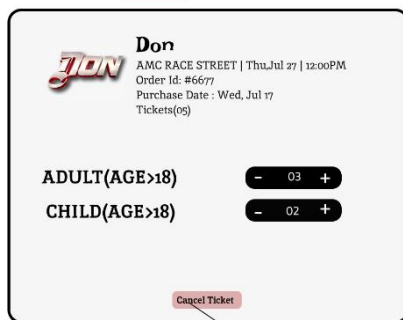 DON
Don
AMC RACE STREET | Thu,Jul 27 | 12:00PM
Order Id: #6677
Purchase Date : Wed, Jul 17
Tickets(05)
ADULT(AGE>18) - 03 +
CHILD(AGE>18) - 02 +
Cancel Ticket